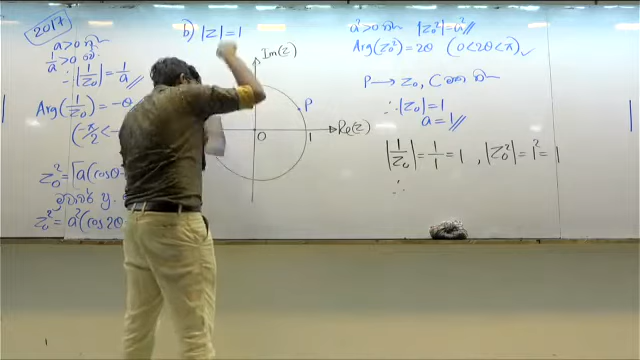 2017
a>0 නි
1/a >0 වේ
∴ |1/z₀| = 1/a //
Arg(1/z₀) = -θ
(-π/2 <
z₀² = [a(cosθ
z₀² = a²(cos2θ
b) |z|=1
Im(z)
P
O
1
Re(z)
a²>0 නි |z₀²|=a² //
Arg(z₀²) = 2θ (0<2θ<π)
P → z₀, C මත නි
∴ |z₀|=1
a = 1 //
|1/z₀| = 1/1 = 1 , |z₀²| = 1² = 1
∴